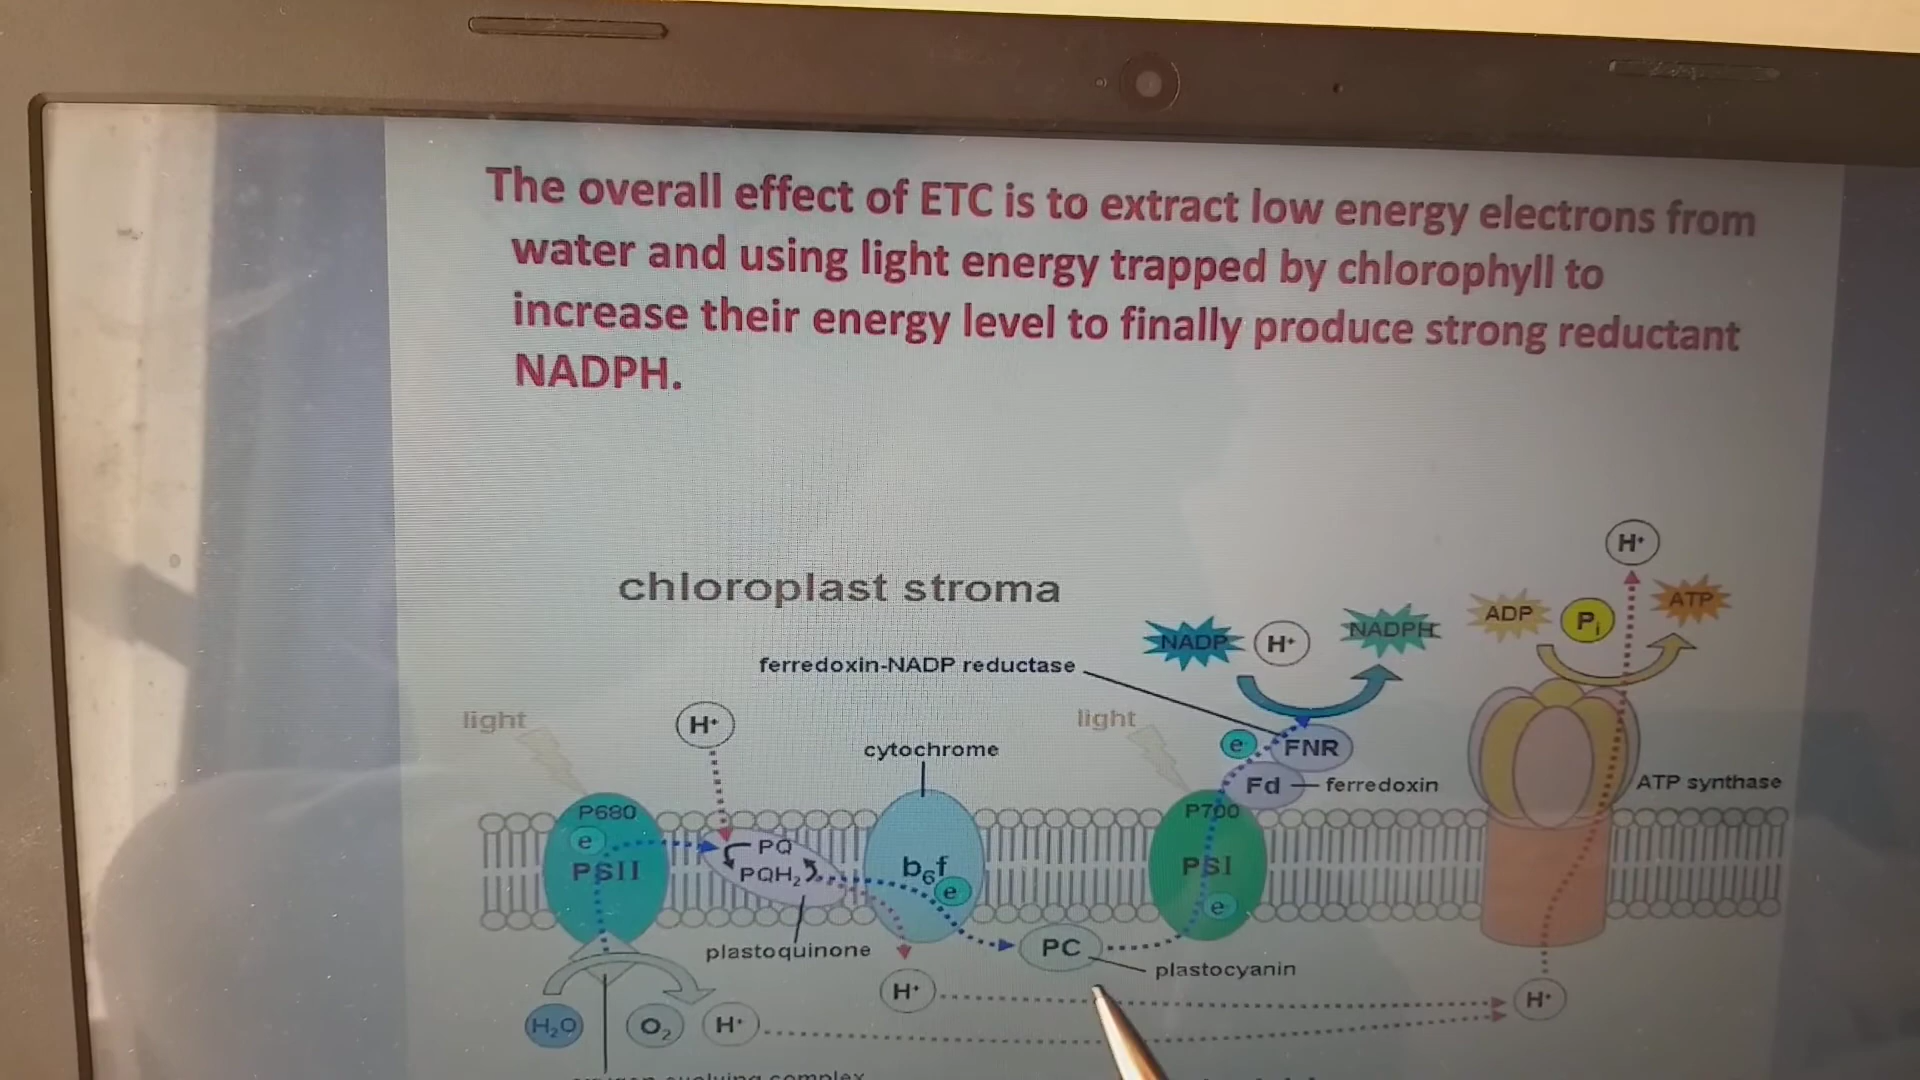 The overall effect of ETC is to extract low energy electrons from
water and using light energy trapped by chlorophyll to
increase their energy level to finally produce strong reductant
NADPH.
H+
chloroplast stroma
ATP
ADP
Pi
NADP
H+
NADPH
ferredoxin-NADP reductase
light
H+
light
cytochrome
e
FNR
Fd
ferredoxin
ATP synthase
P680
P700
e
PQ
PSII
PQH2
b6f
e
PSI
e
plastoquinone
PC
plastocyanin
H+
H+
H2O
O2
H+
complex